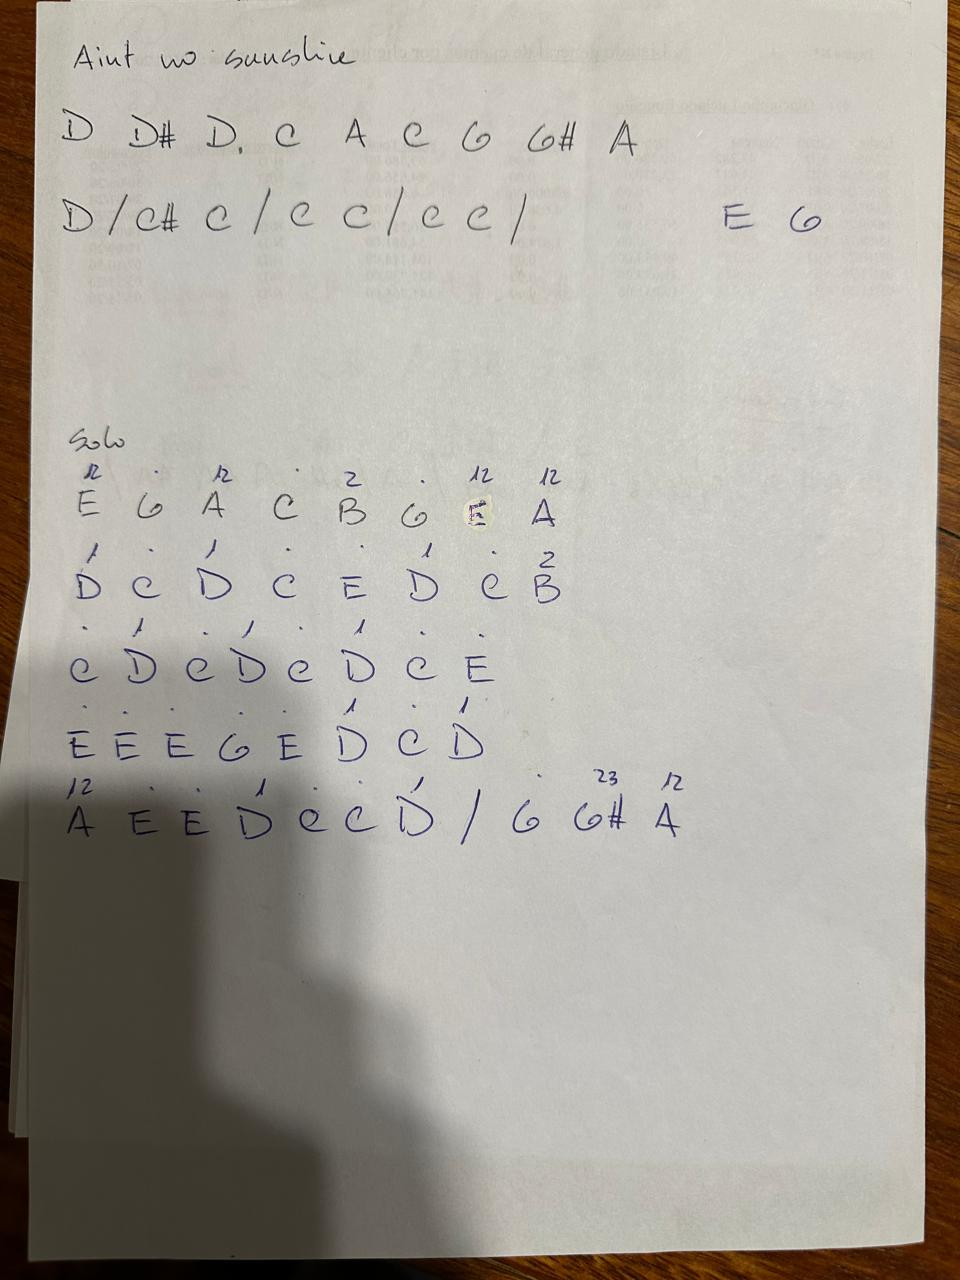 Aint no sunshine
D D# D. C A C G G# A
D / C# C / C C / C C / E G
Solo
12 . 12 . 2 . 12 12
E G A C B G E A
1 . 1 . . 1 . 2
D C D C E D C B
. 1 . 1 . 1 . .
C D C D C D C E
. . . . . 1 . 1
E E E G E D C D
12 . . 1 . . 1 . 23 12
A E E D C C D / G G# A